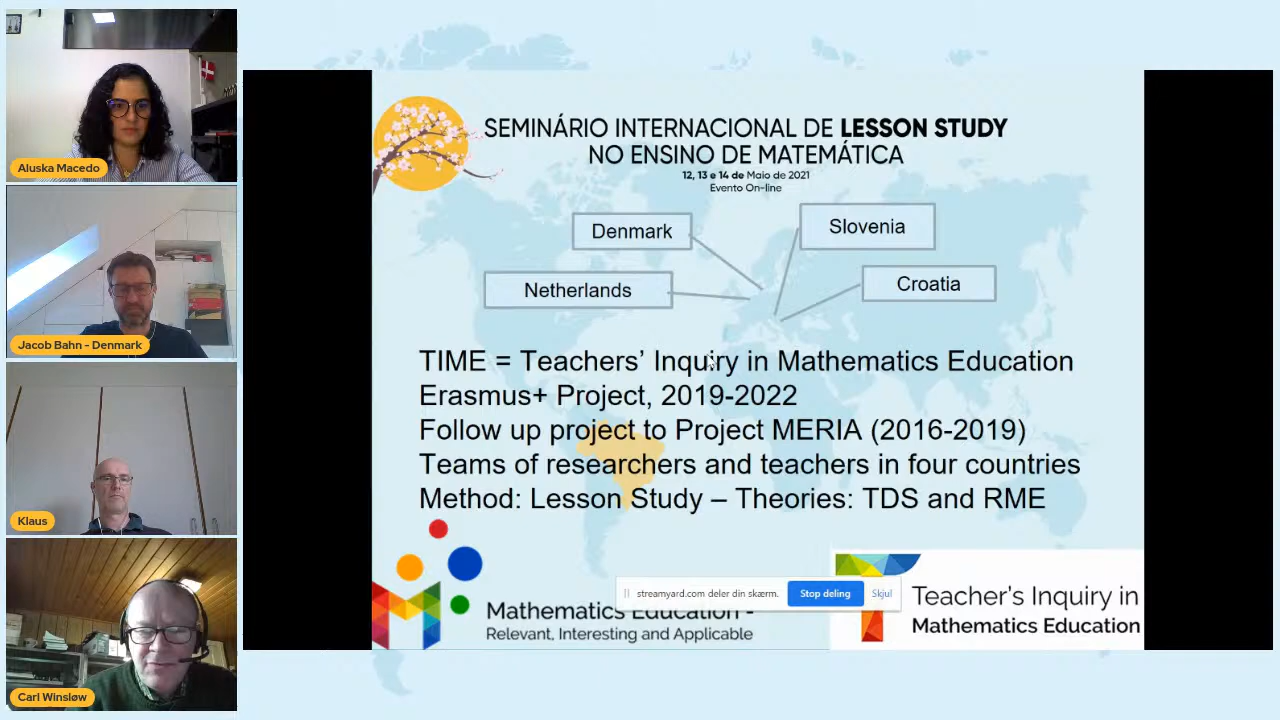 Aluska Macedo
Jacob Bahn - Denmark
Klaus
Carl Winsløw
SEMINÁRIO INTERNACIONAL DE LESSON STUDY
NO ENSINO DE MATEMÁTICA
12, 13 e 14 de Maio de 2021
Evento On-line
Denmark
Slovenia
Netherlands
Croatia
TIME = Teachers’ Inquiry in Mathematics Education
Erasmus+ Project, 2019-2022
Follow up project to Project MERIA (2016-2019)
Teams of researchers and teachers in four countries
Method: Lesson Study – Theories: TDS and RME
streamyard.com deler din skærm.
Stop deling
Skjul
Mathematics Education -
Relevant, Interesting and Applicable
Teacher's Inquiry in
Mathematics Education